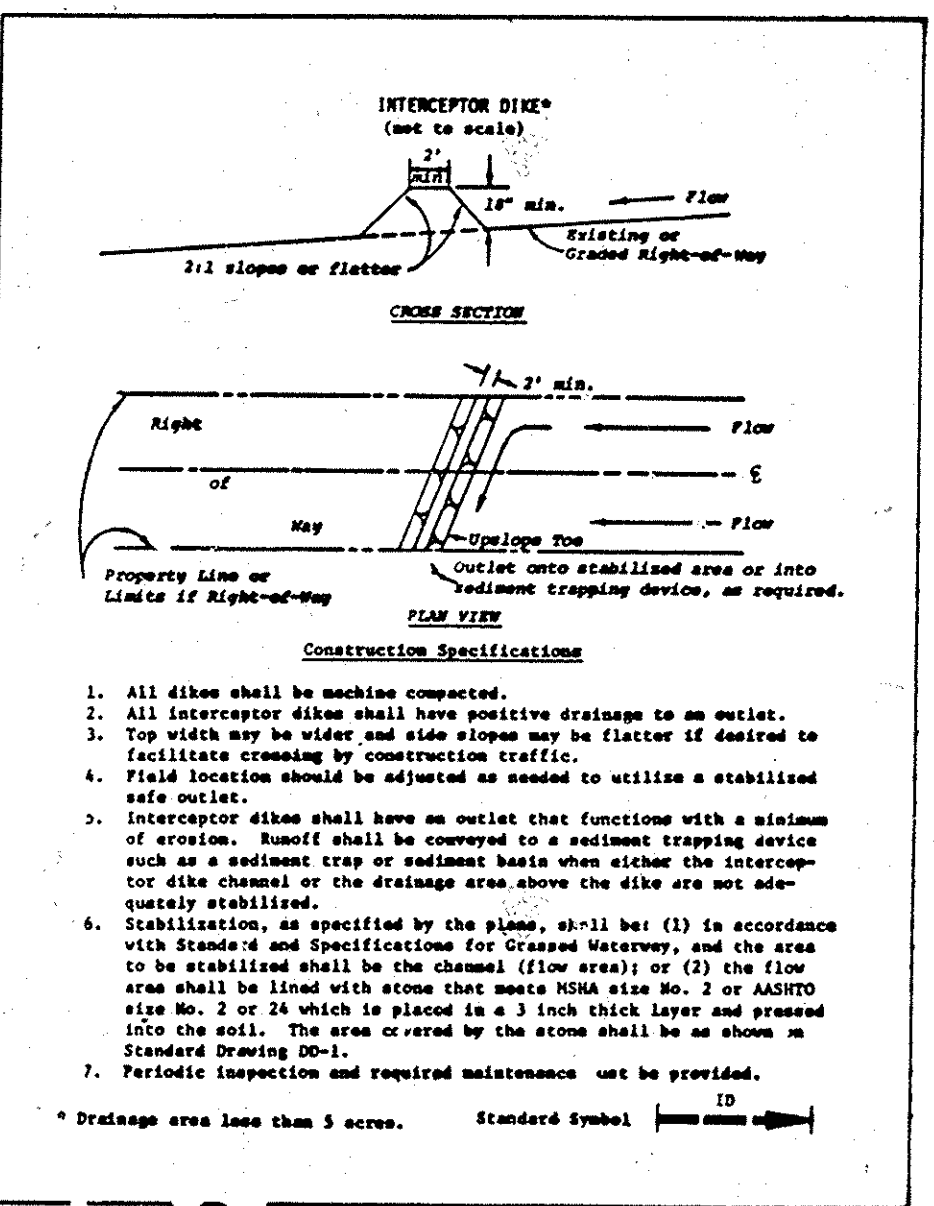 INTERCEPTOR DIKE*
(not to scale)
2'
min
18" min.
Flow
Existing or
Graded Right-of-Way
2:1 slopes or flatter
CROSS SECTION
2' min.
Right
Flow
of
℄
Way
Flow
Upslope Toe
Property Line or
Limits if Right-of-Way
Outlet onto stabilized area or into
sediment trapping device, as required.
PLAN VIEW
Construction Specifications
1. All dikes shall be machine compacted.
2. All interceptor dikes shall have positive drainage to an outlet.
3. Top width may be wider and side slopes may be flatter if desired to
facilitate crossing by construction traffic.
4. Field location should be adjusted as needed to utilize a stabilized
safe outlet.
5. Interceptor dikes shall have an outlet that functions with a minimum
of erosion. Runoff shall be conveyed to a sediment trapping device
such as a sediment trap or sediment basin when either the intercep-
tor dike channel or the drainage area above the dike are not ade-
quately stabilized.
6. Stabilization, as specified by the plans, shall be: (1) in accordance
with Standard and Specifications for Grassed Waterway, and the area
to be stabilized shall be the channel (flow area); or (2) the flow
area shall be lined with stone that meets MSHA size No. 2 or AASHTO
size No. 2 or 24 which is placed in a 3 inch thick layer and pressed
into the soil. The area covered by the stone shall be as shown on
Standard Drawing DD-1.
7. Periodic inspection and required maintenance ust be provided.
* Drainage area less than 5 acres.
Standard Symbol
ID